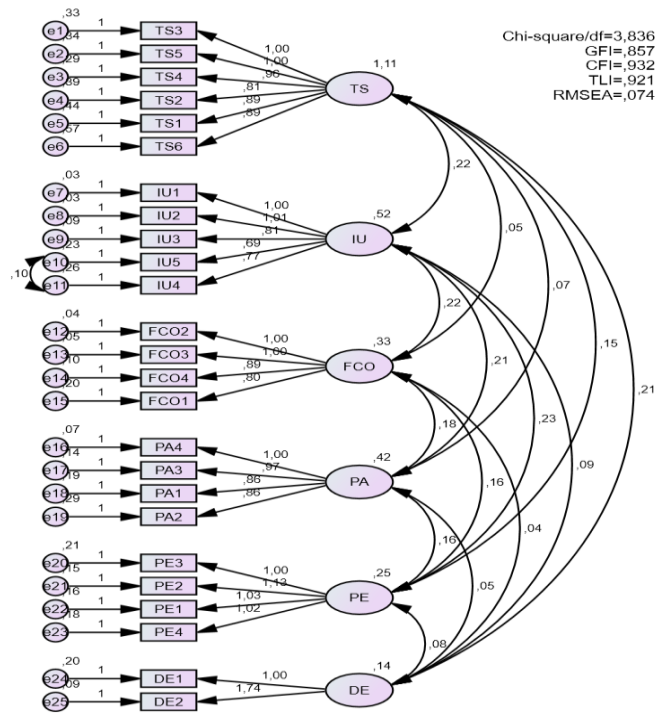 Chi-square/df=3,836
GFI=,857
CFI=,932
TLI=,921
RMSEA=,074
,33
e1 1 TS3 1,00
,84
e2 1 TS5 1,00
,29
e3 1 TS4 ,96
,89
e4 1 TS2 ,81
,44
e5 1 TS1 ,89
,67
e6 1 TS6 ,89
1,11
TS
,03
e7 1 IU1 1,00
,03
e8 1 IU2 1,01
,09
e9 1 IU3 ,81
,23
e10 1 IU5 ,69
,26
e11 1 IU4 ,77
,10
,52
IU
,04
e12 1 FCO2 1,00
,05
e13 1 FCO3 1,00
,10
e14 1 FCO4 ,89
,20
e15 1 FCO1 ,80
,33
FCO
,07
e16 1 PA4 1,00
,14
e17 1 PA3 ,97
,19
e18 1 PA1 ,86
,29
e19 1 PA2 ,86
,42
PA
,21
e20 1 PE3 1,00
,15
e21 1 PE2 1,13
,16
e22 1 PE1 1,03
,18
e23 1 PE4 1,02
,25
PE
,20
e24 1 DE1 1,00
,09
e25 1 DE2 1,74
,14
DE
,22
,05
,07
,15
,21
,22
,21
,23
,09
,18
,16
,04
,16
,05
,08